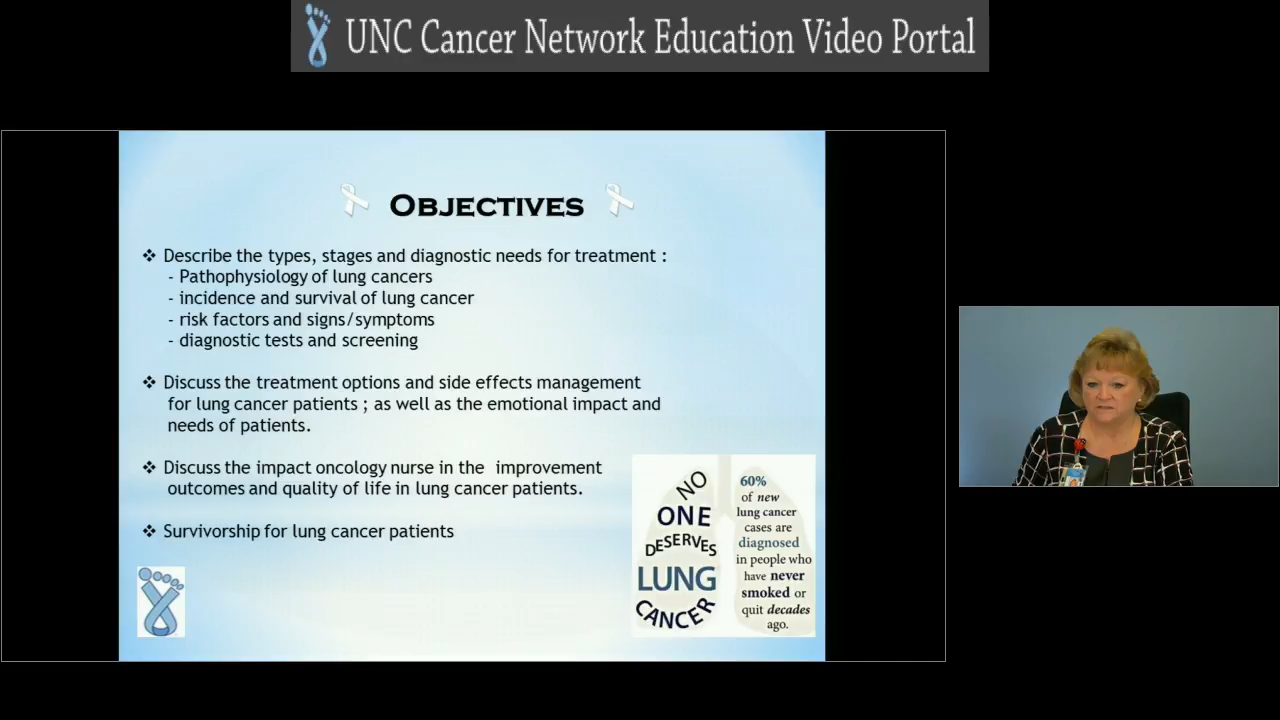 UNC Cancer Network Education Video Portal
OBJECTIVES
❖ Describe the types, stages and diagnostic needs for treatment :
- Pathophysiology of lung cancers
- incidence and survival of lung cancer
- risk factors and signs/symptoms
- diagnostic tests and screening
❖ Discuss the treatment options and side effects management
for lung cancer patients ; as well as the emotional impact and
needs of patients.
❖ Discuss the impact oncology nurse in the improvement
outcomes and quality of life in lung cancer patients.
❖ Survivorship for lung cancer patients
NO
ONE
DESERVES
LUNG
CANCER
60%
of new
lung cancer
cases are
diagnosed
in people who
have never
smoked or
quit decades
ago.